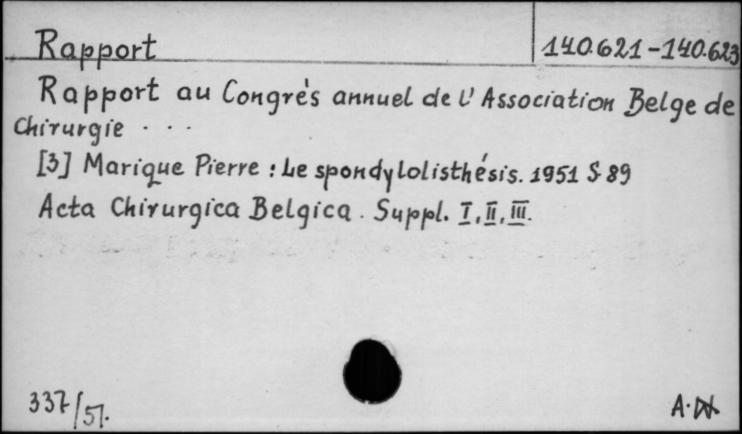 Rapport 140.621-140.623
Rapport au Congrès annuel de l'Association Belge de
Chirurgie . . .
[3] Marique Pierre : Le spondylolisthésis. 1951 S 89
Acta Chirurgica Belgica. Suppl. I, II, III.
337/51.